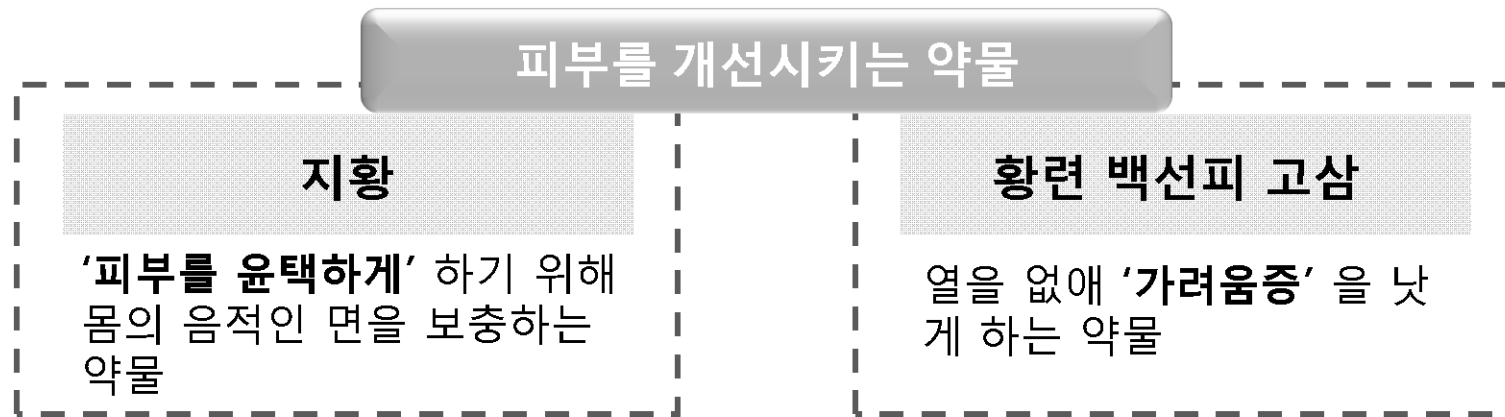 피부를 개선시키는 약물
지황
‘피부를 윤택하게’ 하기 위해
몸의 음적인 면을 보충하는
약물
황련 백선피 고삼
열을 없애 ‘가려움증’ 을 낫
게 하는 약물